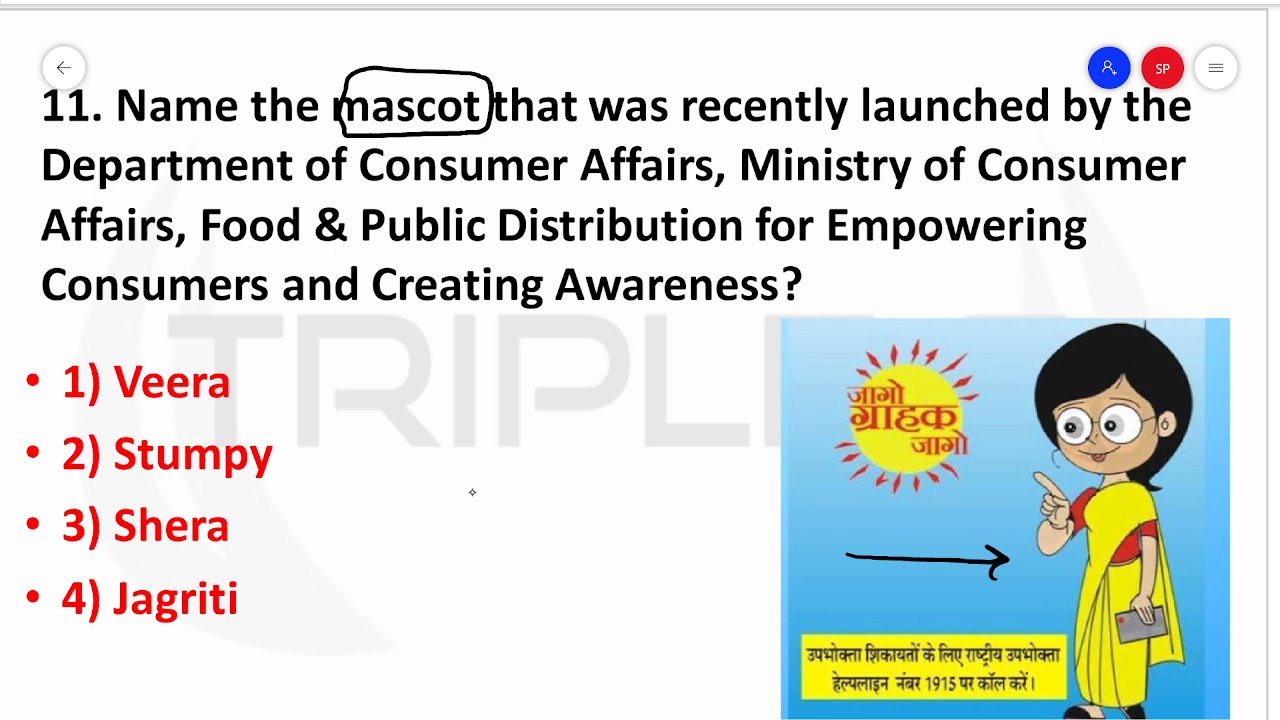 SP
11. Name the mascot that was recently launched by the
Department of Consumer Affairs, Ministry of Consumer
Affairs, Food & Public Distribution for Empowering
Consumers and Creating Awareness?
TRIPLE
• 1) Veera
• 2) Stumpy
• 3) Shera
• 4) Jagriti
जागो
ग्राहक
जागो
उपभोक्ता शिकायतों के लिए राष्ट्रीय उपभोक्ता
हेल्पलाइन नंबर 1915 पर कॉल करें।